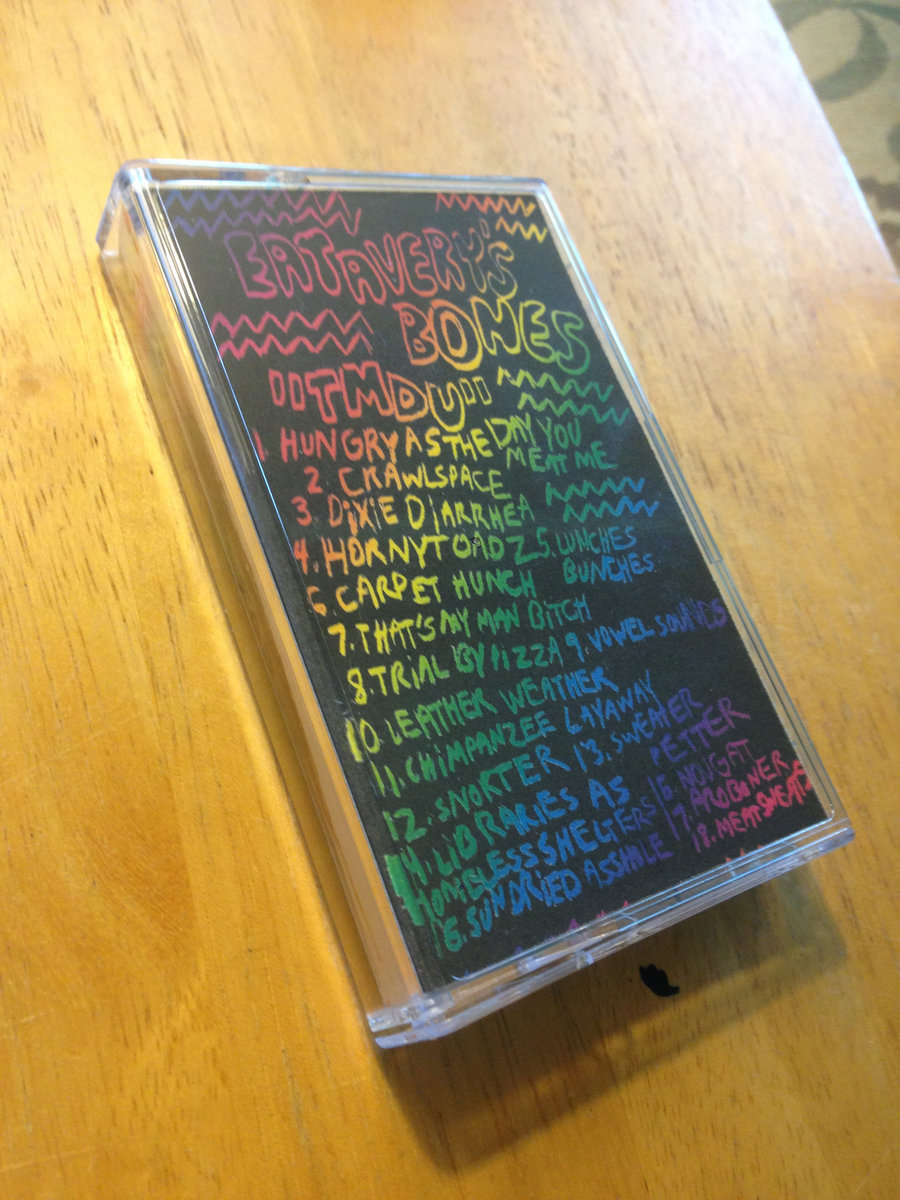 EAT AVERY'S
BONES
"TMDU"
1. HUNGRY AS THE DAY YOU
MEAT ME
2. CRAWLSPACE
3. DIXIE DIARRHEA
4. HORNYTOADZ 5. LUNCHES
BUNCHES
6 CARPET HUNCH
7. THAT'S MY MAN BITCH
8. TRIAL BY PIZZA 9. VOWEL SOUNDS
10. LEATHER WEATHER
11. CHIMPANZEE LAYAWAY
12. SNORTER 13. SWEATER
PETTER
14. LIBRARIES AS
HOMELESS SHELTERS
16. SUNDRIED ASSHOLE
16. NOUGAT
17. AROBONER
18. MEATSWEATS